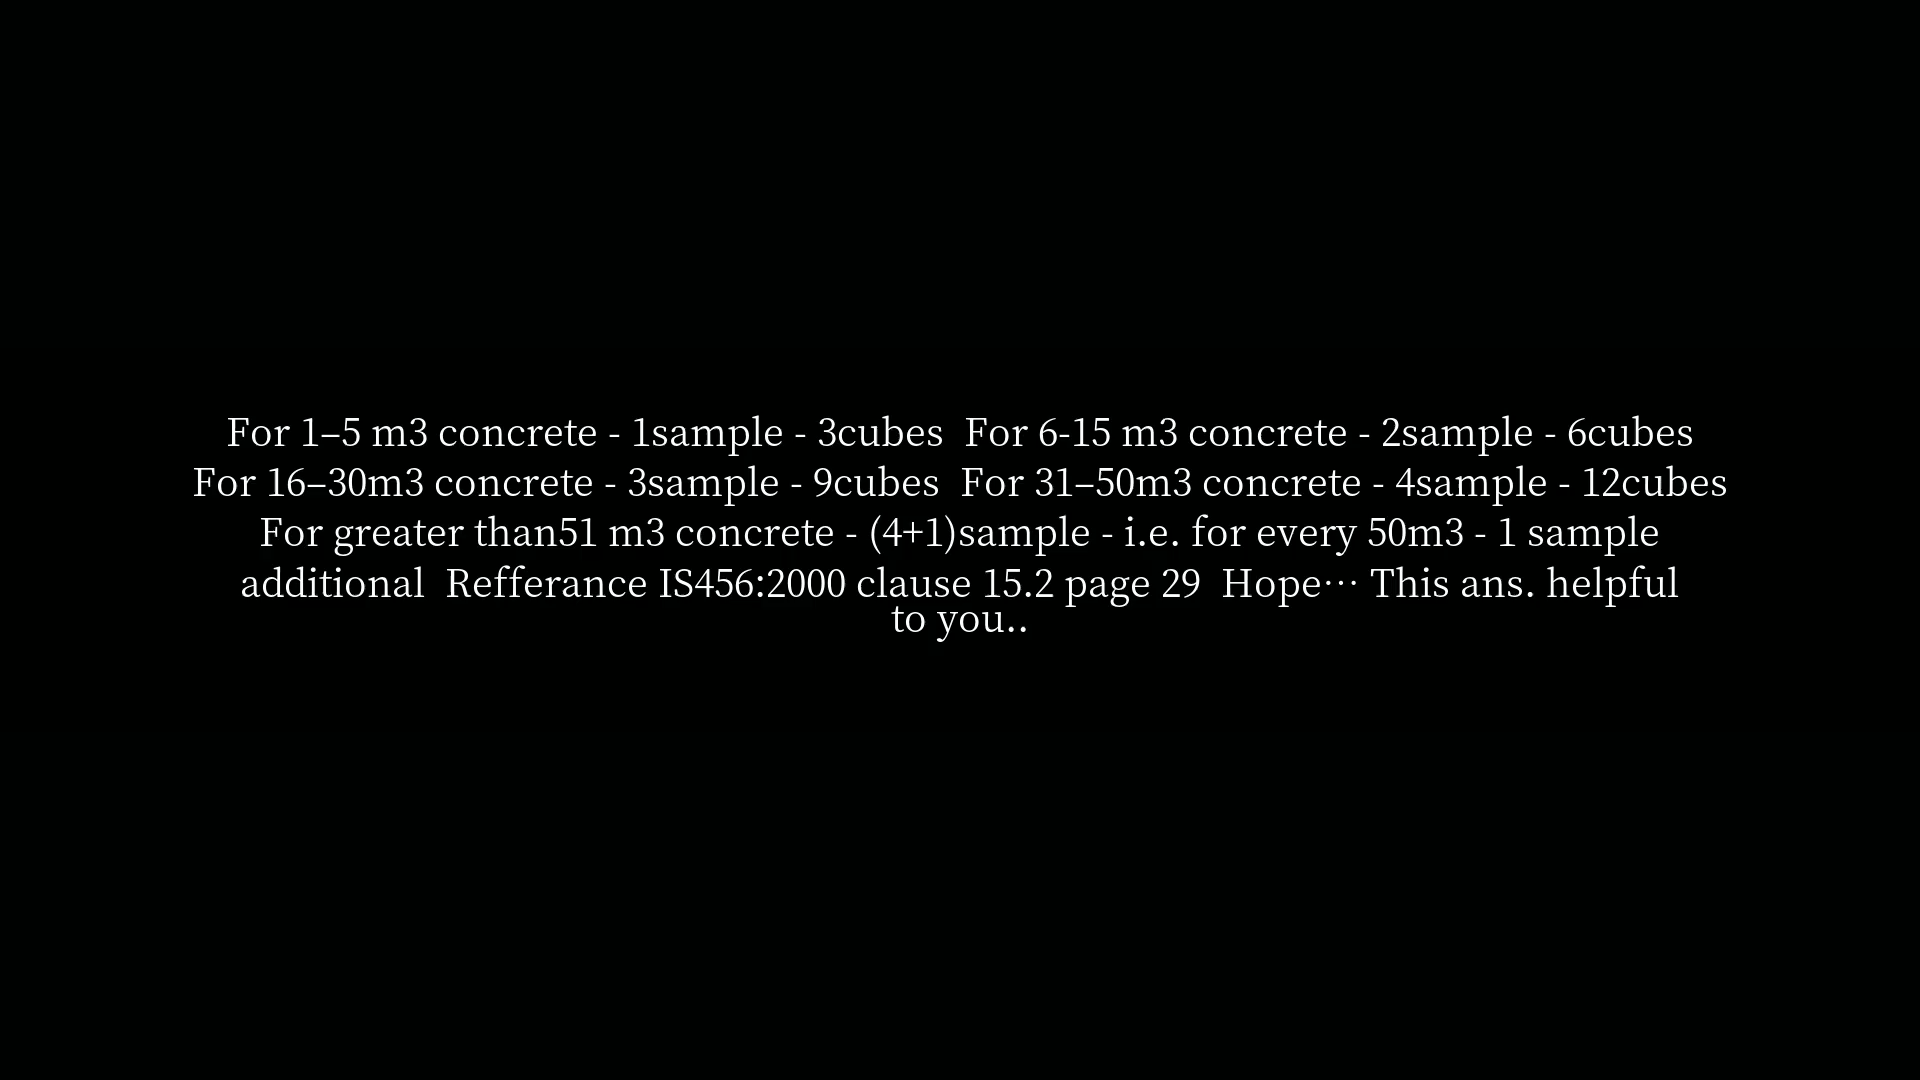 For 1–5 m3 concrete - 1sample - 3cubes  For 6-15 m3 concrete - 2sample - 6cubes
For 16–30m3 concrete - 3sample - 9cubes  For 31–50m3 concrete - 4sample - 12cubes
For greater than51 m3 concrete - (4+1)sample - i.e. for every 50m3 - 1 sample
additional  Refferance IS456:2000 clause 15.2 page 29  Hope⋯ This ans. helpful
to you..